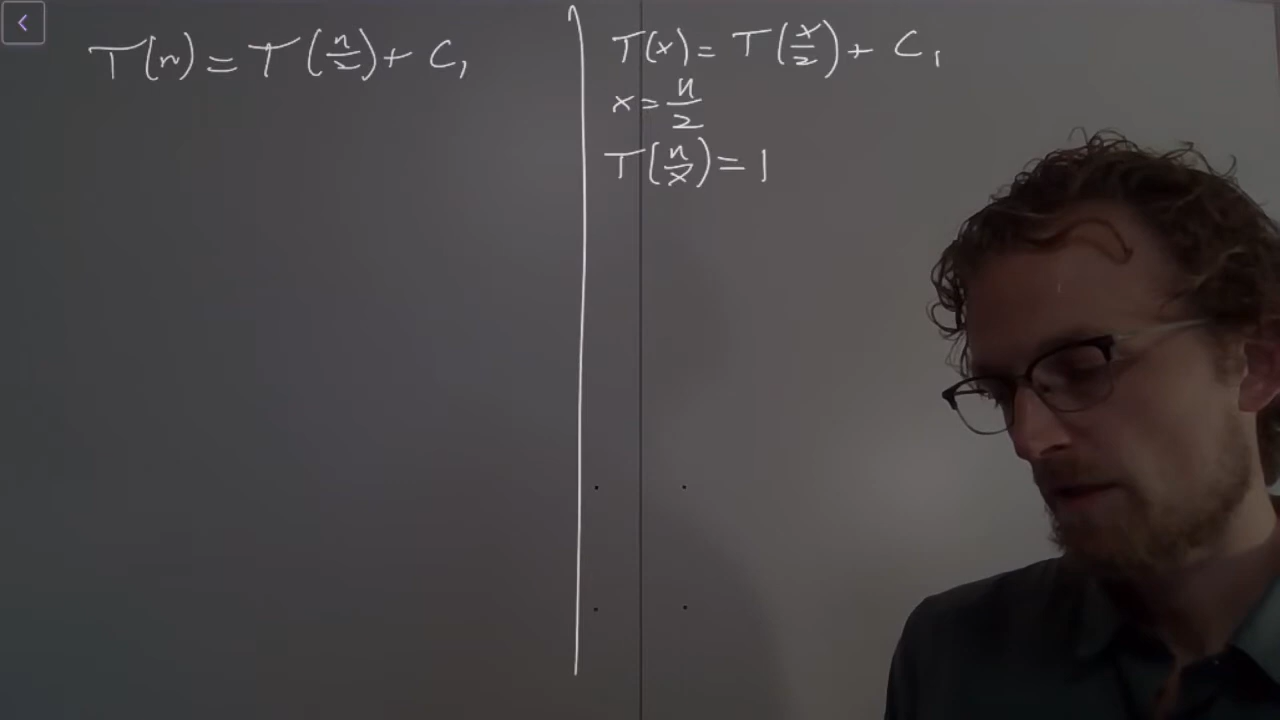 T(n) = T(n/2) + C₁
T(x) = T(x/2) + C₁
x = n/2
T(n/x) = 1